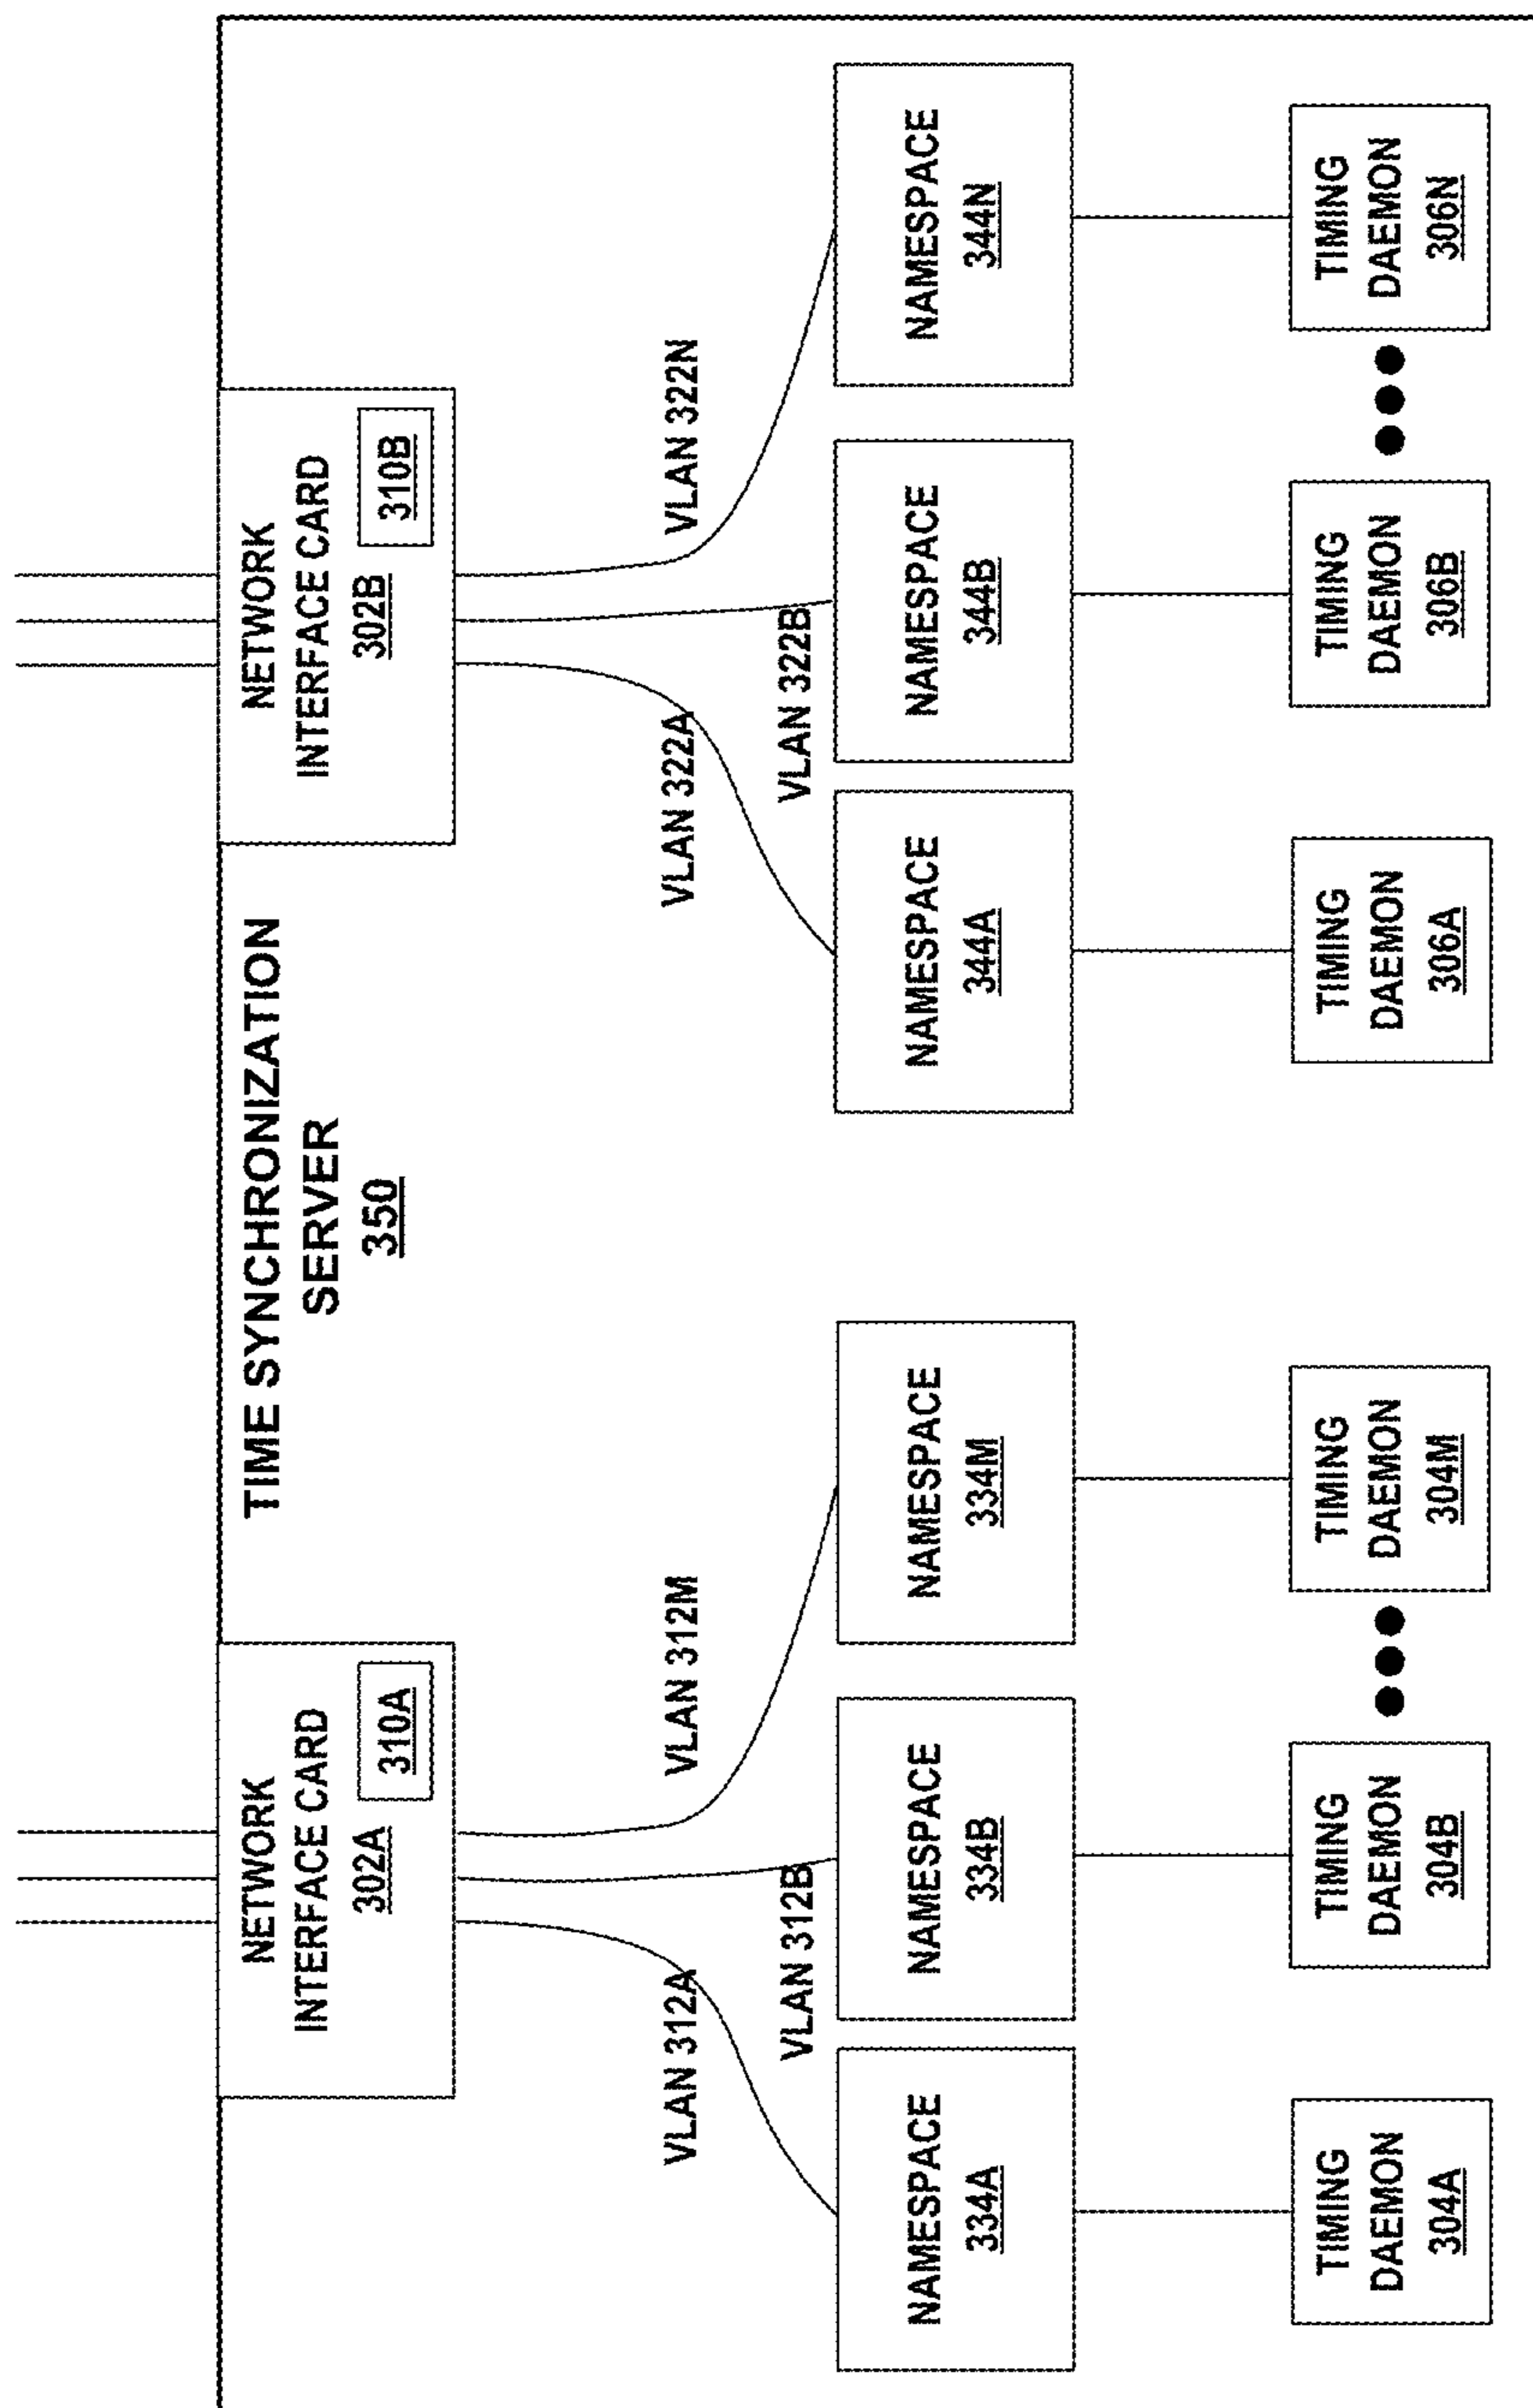 TIME SYNCHRONIZATION
SERVER
350
NETWORK
INTERFACE CARD
302A
310A
NETWORK
INTERFACE CARD
302B
310B
VLAN 312A
VLAN 312B
VLAN 312M
VLAN 322A
VLAN 322B
VLAN 322N
NAMESPACE
334A
NAMESPACE
334B
NAMESPACE
334M
NAMESPACE
344A
NAMESPACE
344B
NAMESPACE
344N
TIMING
DAEMON
304A
TIMING
DAEMON
304B
TIMING
DAEMON
304M
TIMING
DAEMON
306A
TIMING
DAEMON
306B
TIMING
DAEMON
306N